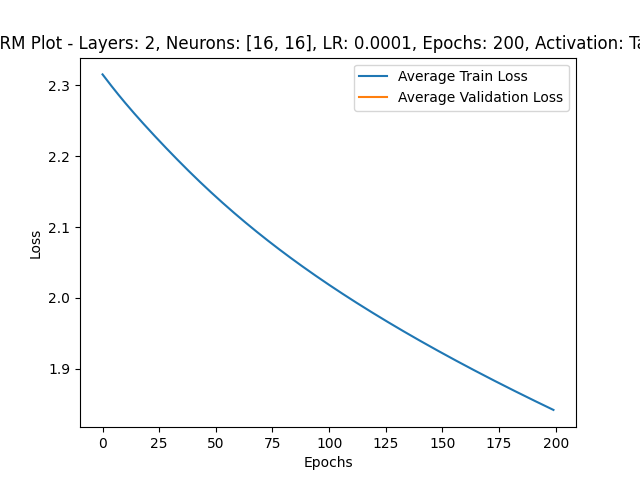 RM Plot - Layers: 2, Neurons: [16, 16], LR: 0.0001, Epochs: 200, Activation: Ta
Average Train Loss
Average Validation Loss
2.3
2.2
2.1
2.0
1.9
Loss
0 25 50 75 100 125 150 175 200
Epochs